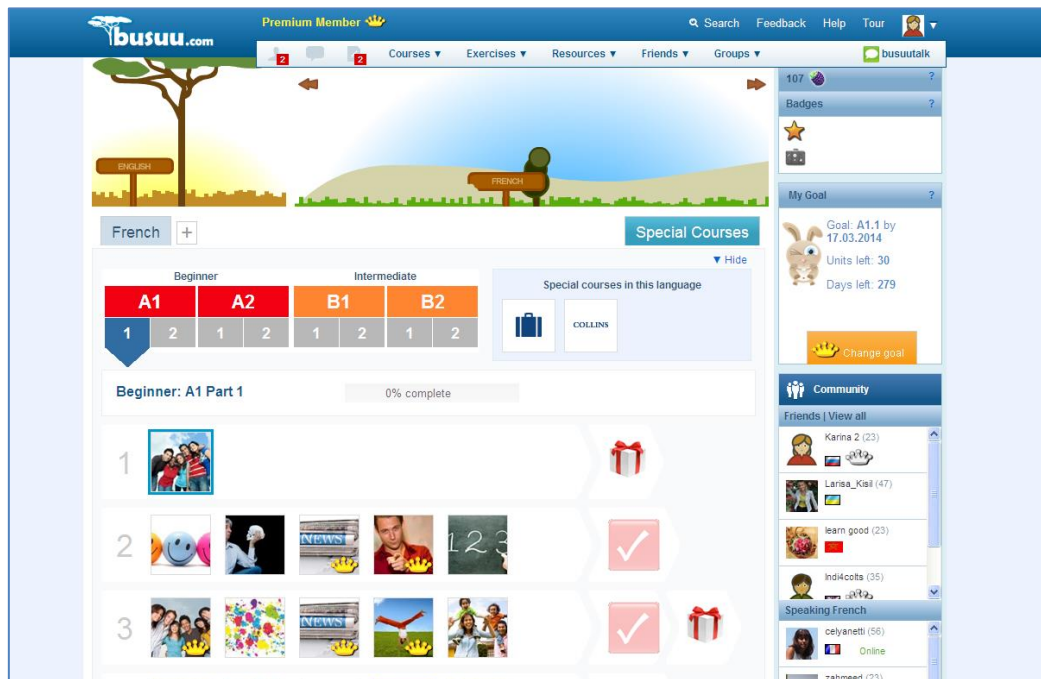 busuu.com
Premium Member
Search Feedback Help Tour
2 2 Courses Exercises Resources Friends Groups busuutalk
107 ?
Badges ?
ENGLISH
FRENCH
My Goal ?
Goal: A1.1 by
17.03.2014
Units left: 30
Days left: 279
Change goal
French + Special Courses
Hide
Beginner Intermediate
A1 A2 B1 B2
1 2 1 2 1 2 1 2
Special courses in this language
COLLINS
Beginner: A1 Part 1 0% complete
1
2 NEWS 123
3 NEWS
Community
Friends | View all
Karina 2 (23)
Larisa_Kisil (47)
learn good (23)
Indi4colts (35)
Speaking French
celyanetti (56)
Online
zahmeed (23)